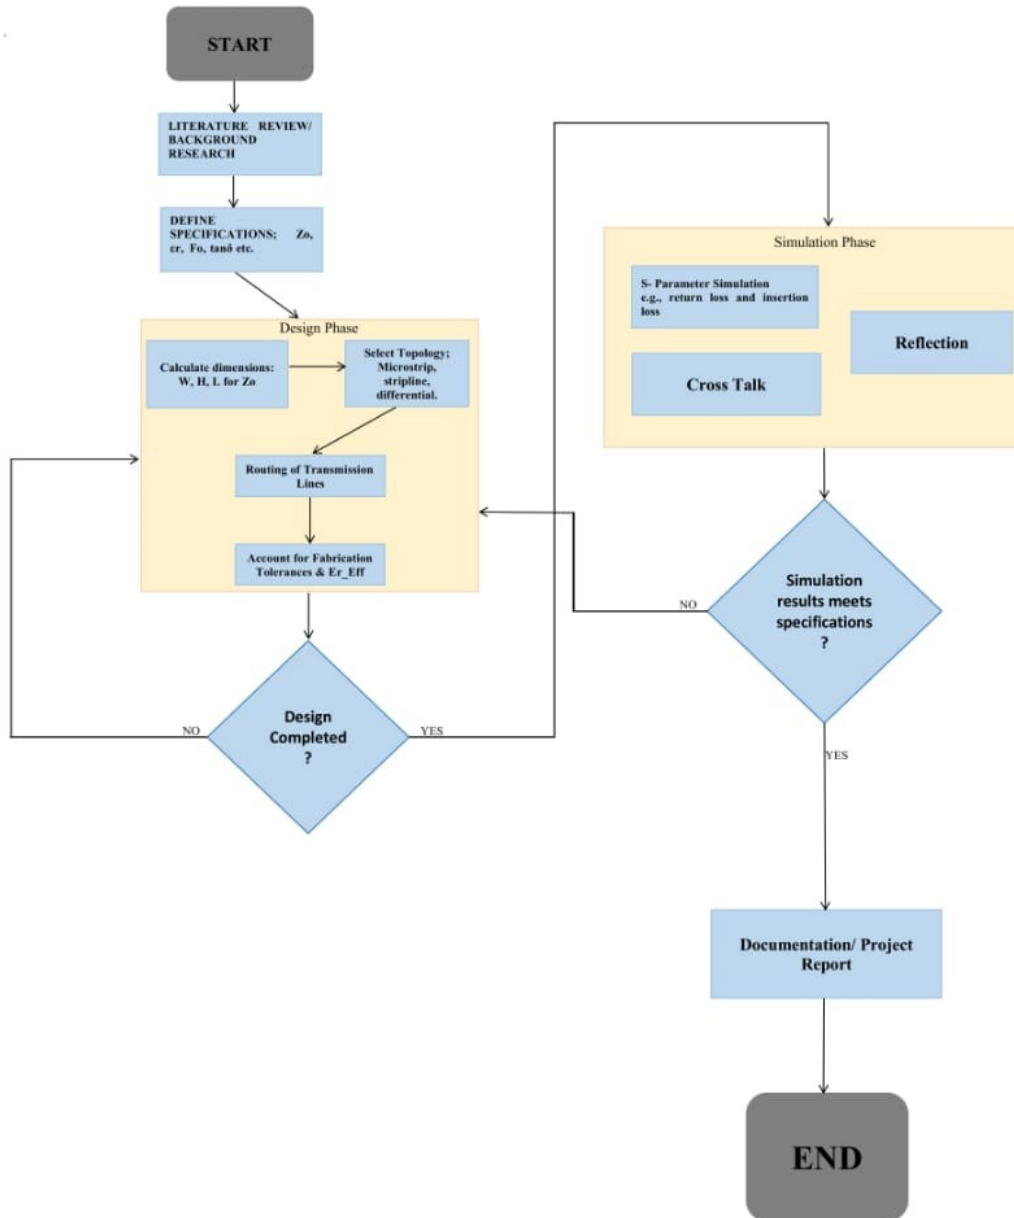 START
LITERATURE REVIEW/
BACKGROUND
RESEARCH
DEFINE
SPECIFICATIONS; Zo,
εr, Fo, tanδ etc.
Design Phase
Calculate dimensions:
W, H, L for Zo
Select Topology;
Microstrip,
stripline,
differential.
Routing of Transmission
Lines
Account for Fabrication
Tolerances & Er_Eff
Design
Completed
?
NO
YES
Simulation Phase
S- Parameter Simulation
e.g., return loss and insertion
loss
Reflection
Cross Talk
Simulation
results meets
specifications
?
NO
YES
Documentation/ Project
Report
END